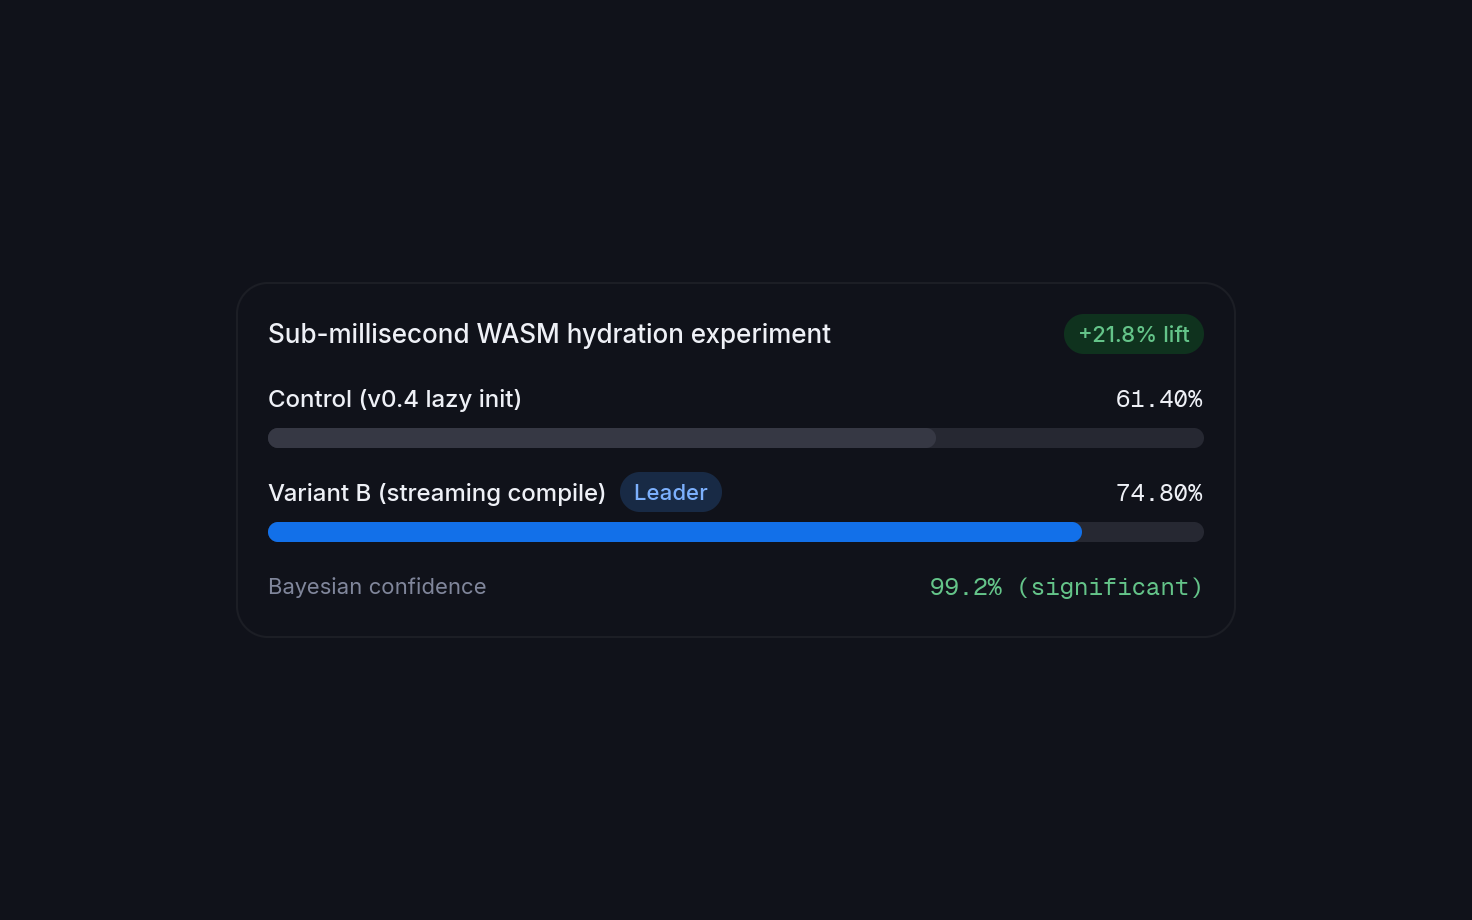 Sub-millisecond WASM hydration experiment +21.8% lift
Control (v0.4 lazy init) 61.40%
Variant B (streaming compile) Leader 74.80%
Bayesian confidence 99.2% (significant)